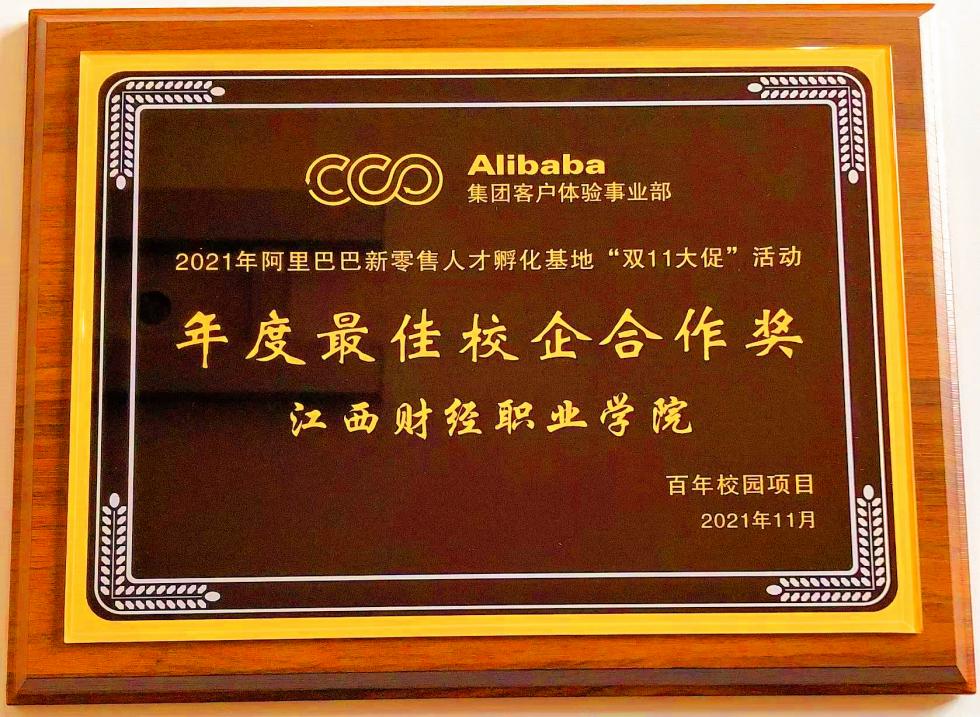 CCO Alibaba
集团客户体验事业部
2021年阿里巴巴新零售人才孵化基地“双11大促”活动
年度最佳校企合作奖
江西财经职业学院
百年校园项目
2021年11月